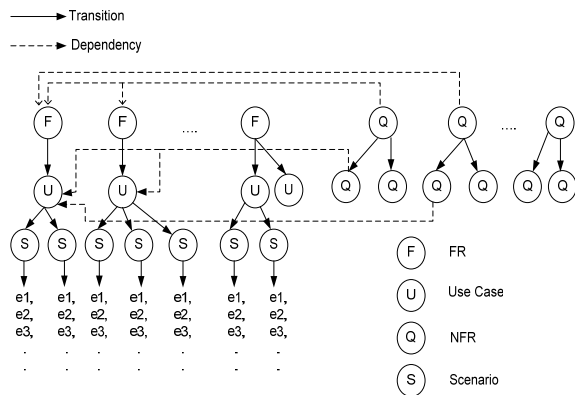 Transition
Dependency
F F .... F Q Q .... Q
U U U U Q Q Q Q Q Q
S S S S S S S
e1, e1, e1, e1, e1, e1, e1,
e2, e2, e2, e2, e2, e2, e2,
e3, e3, e3, e3, e3, e3, e3,
. . . . . - -
. . . . . - -
F FR
U Use Case
Q NFR
S Scenario